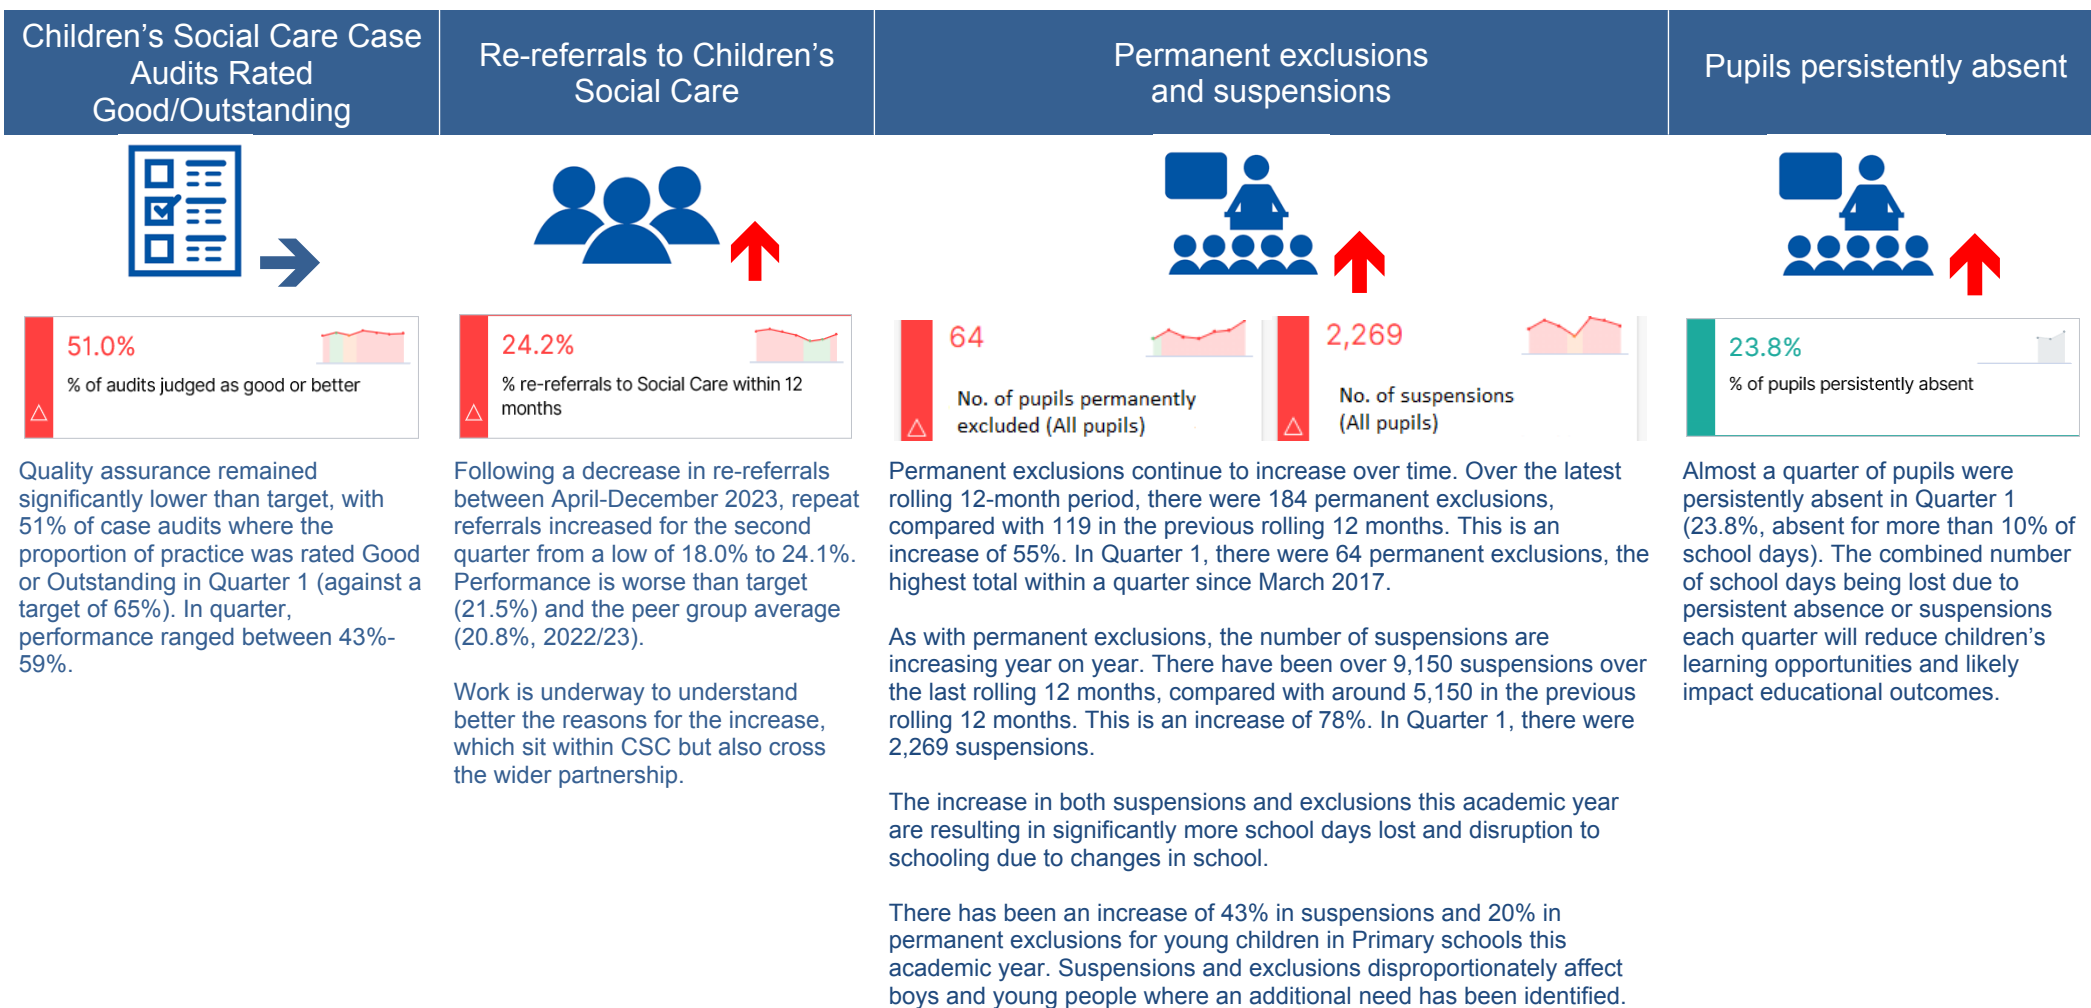 Children’s Social Care Case
Audits Rated
Good/Outstanding
Re-referrals to Children’s
Social Care
Permanent exclusions
and suspensions
Pupils persistently absent
51.0%
% of audits judged as good or better
24.2%
% re-referrals to Social Care within 12
months
64
No. of pupils permanently
excluded (All pupils)
2,269
No. of suspensions
(All pupils)
23.8%
% of pupils persistently absent
Quality assurance remained
significantly lower than target, with
51% of case audits where the
proportion of practice was rated Good
or Outstanding in Quarter 1 (against a
target of 65%). In quarter,
performance ranged between 43%-
59%.
Following a decrease in re-referrals
between April-December 2023, repeat
referrals increased for the second
quarter from a low of 18.0% to 24.1%.
Performance is worse than target
(21.5%) and the peer group average
(20.8%, 2022/23).
Work is underway to understand
better the reasons for the increase,
which sit within CSC but also cross
the wider partnership.
Permanent exclusions continue to increase over time. Over the latest
rolling 12-month period, there were 184 permanent exclusions,
compared with 119 in the previous rolling 12 months. This is an
increase of 55%. In Quarter 1, there were 64 permanent exclusions, the
highest total within a quarter since March 2017.
As with permanent exclusions, the number of suspensions are
increasing year on year. There have been over 9,150 suspensions over
the last rolling 12 months, compared with around 5,150 in the previous
rolling 12 months. This is an increase of 78%. In Quarter 1, there were
2,269 suspensions.
The increase in both suspensions and exclusions this academic year
are resulting in significantly more school days lost and disruption to
schooling due to changes in school.
There has been an increase of 43% in suspensions and 20% in
permanent exclusions for young children in Primary schools this
academic year. Suspensions and exclusions disproportionately affect
boys and young people where an additional need has been identified.
Almost a quarter of pupils were
persistently absent in Quarter 1
(23.8%, absent for more than 10% of
school days). The combined number
of school days being lost due to
persistent absence or suspensions
each quarter will reduce children’s
learning opportunities and likely
impact educational outcomes.